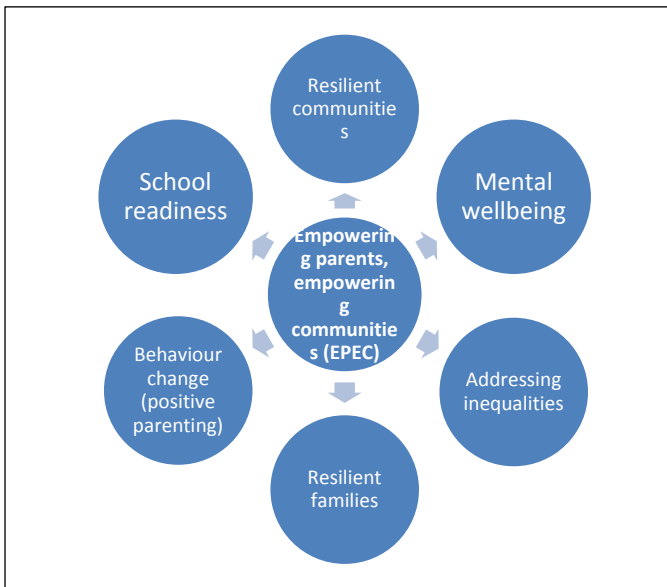 Resilient
communitie
s
School
readiness
Mental
wellbeing
Empowerin
g parents,
empowerin
g
communitie
s (EPEC)
Behaviour
change
(positive
parenting)
Addressing
inequalities
Resilient
families